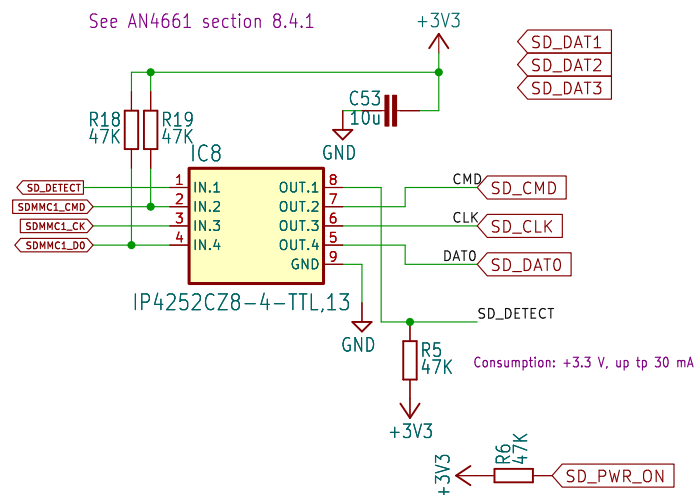 See AN4661 section 8.4.1
+3V3
SD_DAT1
SD_DAT2
SD_DAT3
C53
10u
GND
R18
47K
R19
47K
IC8
SD_DETECT
1
IN.1
OUT.1
8
SDMMC1_CMD
2
IN.2
OUT.2
7
CMD
SD_CMD
SDMMC1_CK
3
IN.3
OUT.3
6
CLK
SD_CLK
SDMMC1_D0
4
IN.4
OUT.4
5
DAT0
SD_DAT0
GND
9
IP4252CZ8-4-TTL,13
GND
SD_DETECT
R5
47K
Consumption: +3.3 V, up tp 30 mA
+3V3
+3V3
R6
47K
SD_PWR_ON